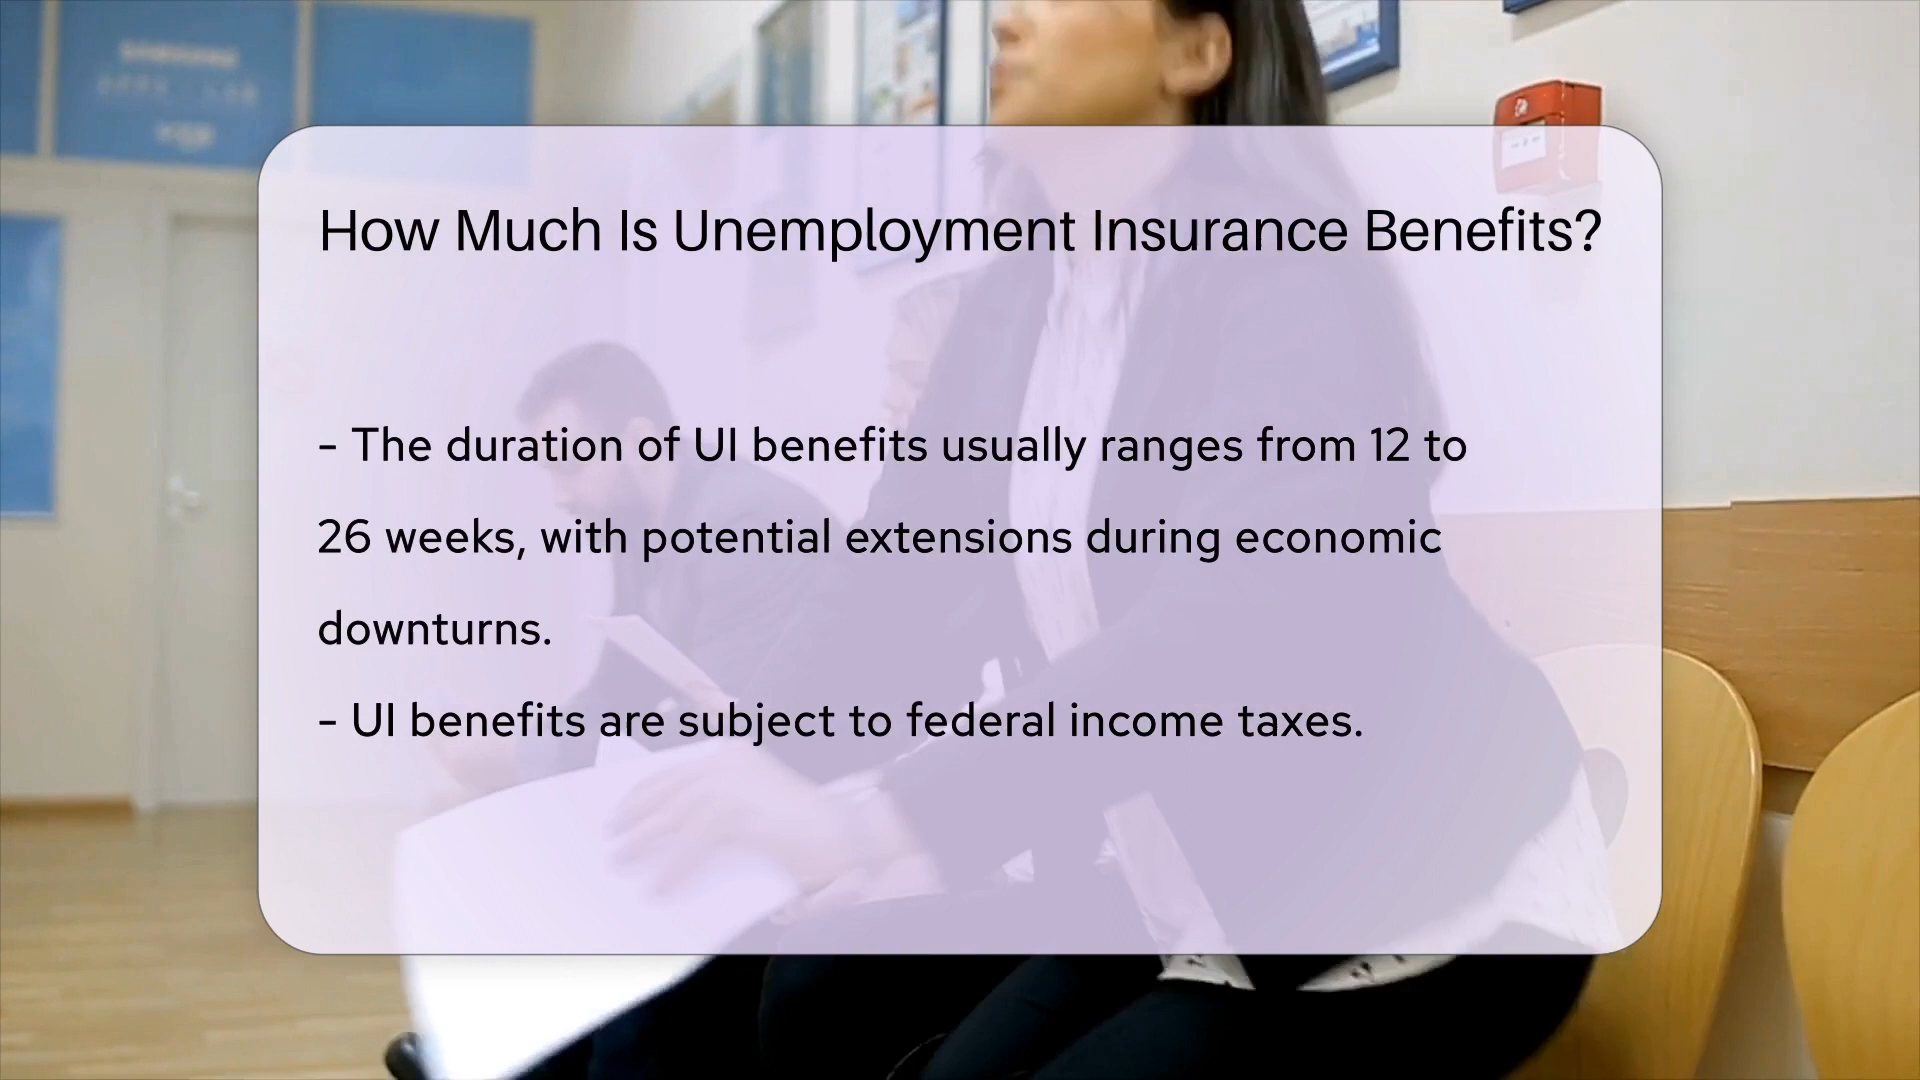 SAMSUNG
How Much Is Unemployment Insurance Benefits?
- The duration of UI benefits usually ranges from 12 to
26 weeks, with potential extensions during economic
downturns.
- UI benefits are subject to federal income taxes.